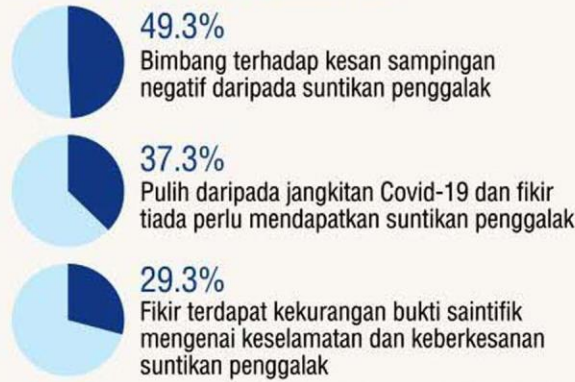 49.3%
Bimbang terhadap kesan sampingan
negatif daripada suntikan penggalak
37.3%
Pulih daripada jangkitan Covid-19 dan fikir
tiada perlu mendapatkan suntikan penggalak
29.3%
Fikir terdapat kekurangan bukti saintifik
mengenai keselamatan dan keberkesanan
suntikan penggalak